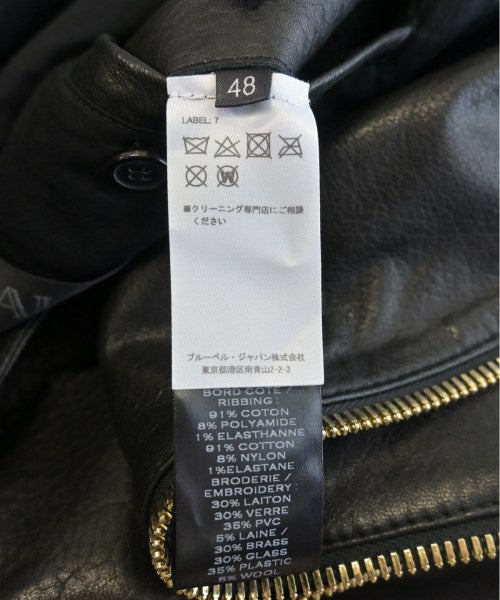 48
LABEL: 7
W
■クリーニング専門店にご相談
ください
ブルーベル・ジャパン株式会社
東京都港区南青山2-2-3
BORD COTE /
RIBBING :
91% COTON
8% POLYAMIDE
1% ELASTHANNE
91% COTTON
8% NYLON
1%ELASTANE
BRODERIE /
EMBROIDERY :
30% LAITON
30% VERRE
35% PVC
5% LAINE /
30% BRASS
30% GLASS
35% PLASTIC
5% WOOL